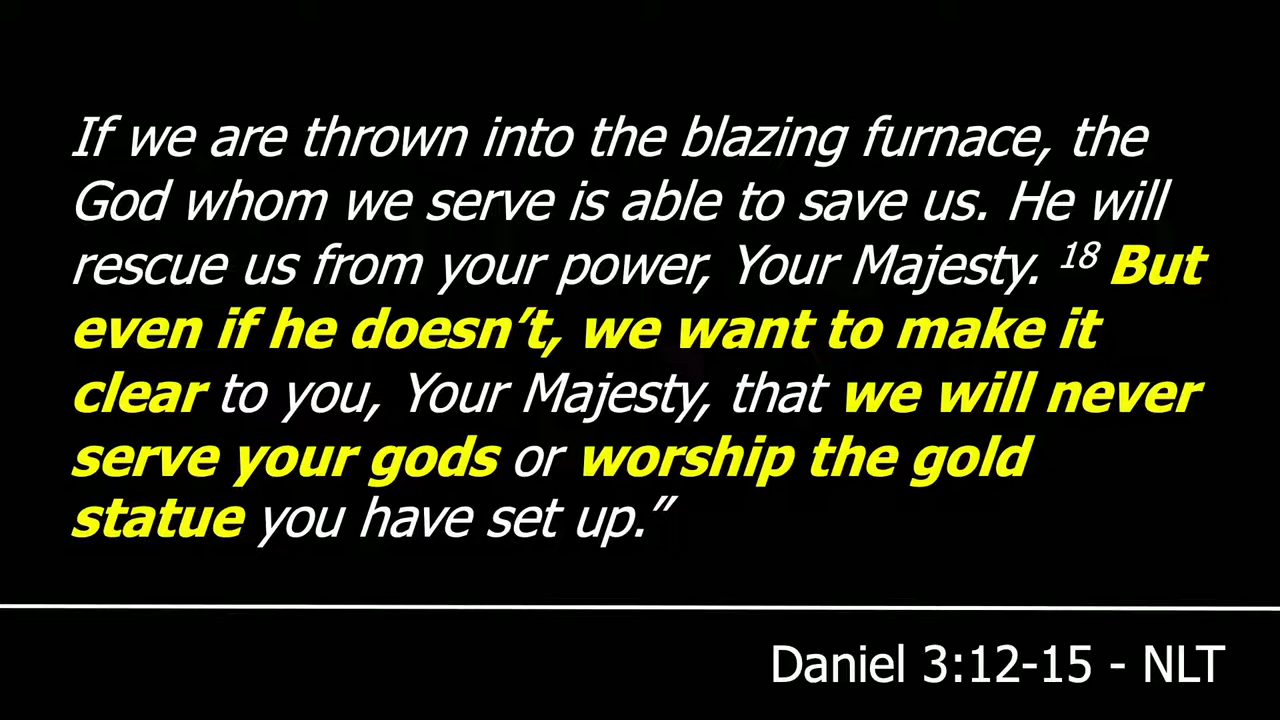 If we are thrown into the blazing furnace, the
God whom we serve is able to save us. He will
rescue us from your power, Your Majesty. 18 But
even if he doesn’t, we want to make it
clear to you, Your Majesty, that we will never
serve your gods or worship the gold
statue you have set up.”
Daniel 3:12-15 - NLT